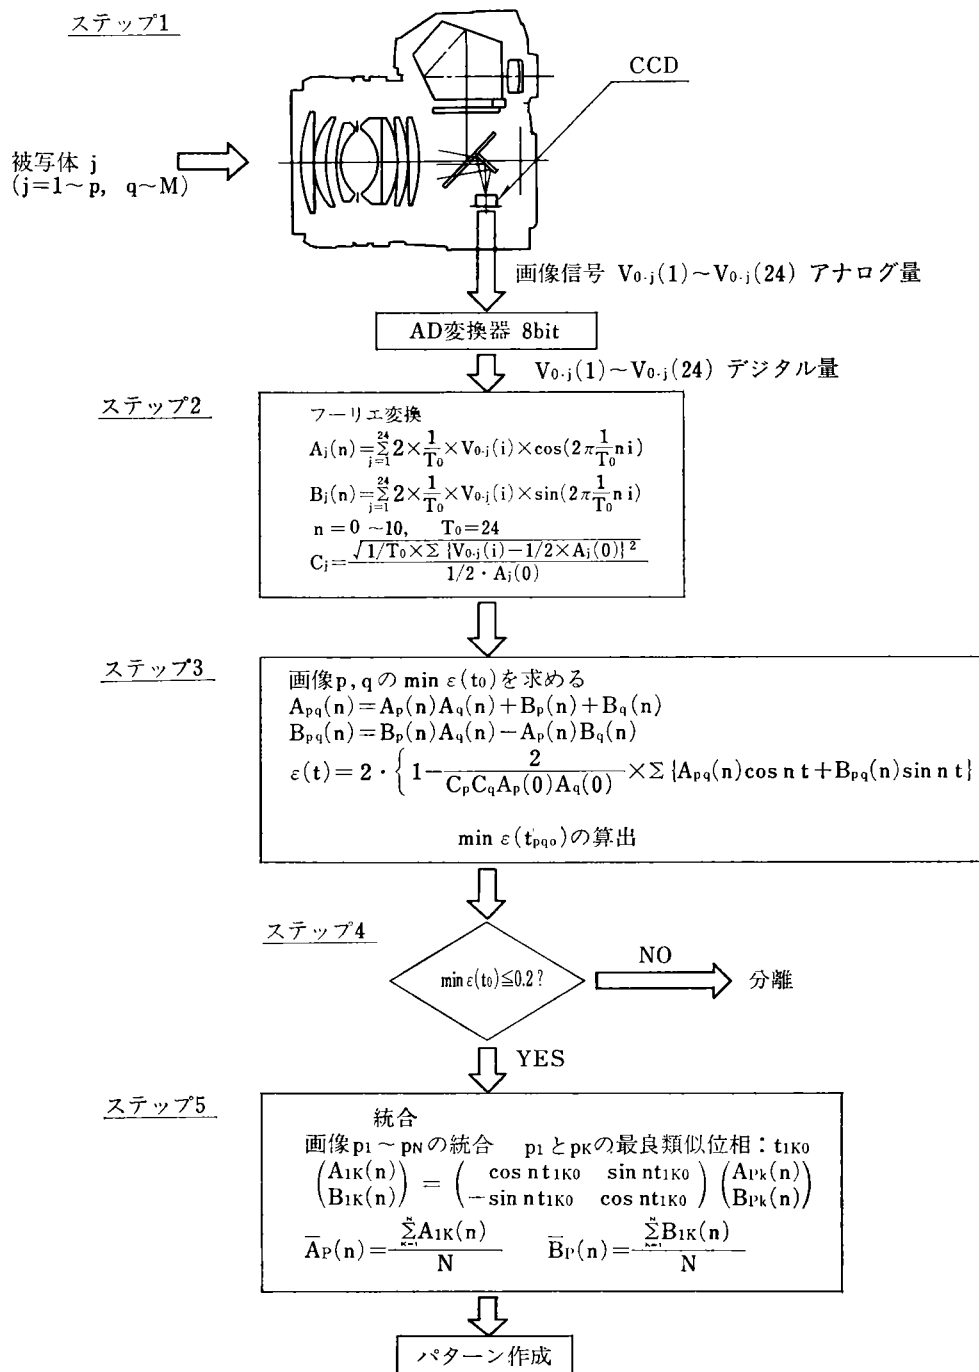 ステップ1
CCD
被写体 j
(j=1~p, q~M)
画像信号 V₀₋ⱼ(1)~V₀₋ⱼ(24) アナログ量
AD変換器 8bit
V₀₋ⱼ(1)~V₀₋ⱼ(24) デジタル量
ステップ2
フーリエ変換
Aⱼ(n)=Σ(j=1→24) 2×1/T₀×V₀₋ⱼ(i)×cos(2π1/T₀ n i)
Bⱼ(n)=Σ(j=1→24) 2×1/T₀×V₀₋ⱼ(i)×sin(2π1/T₀ n i)
n=0~10, T₀=24
Cⱼ=√1/T₀×Σ{V₀₋ⱼ(i)-1/2×Aⱼ(0)}² / 1/2・Aⱼ(0)
ステップ3
画像p,qのmin ε(t₀)を求める
Apq(n)=Ap(n)Aq(n)+Bp(n)+Bq(n)
Bpq(n)=Bp(n)Aq(n)-Ap(n)Bq(n)
ε(t)=2・{1-2/CpCqAp(0)Aq(0)×Σ{Apq(n)cos n t+Bpq(n)sin n t}
min ε(tpqo)の算出
ステップ4
min ε(t₀)≦0.2?
NO
分離
YES
ステップ5
統合
画像p₁~pNの統合 p₁とpKの最良類似位相:t1K0
(A1K(n) B1K(n)) = (cos nt1K0 sin nt1K0 -sin nt1K0 cos nt1K0) (APk(n) BPk(n))
A̅P(n)=Σ(K=1→N)A1K(n)/N B̅P(n)=Σ(K=1→N)B1K(n)/N
パターン作成